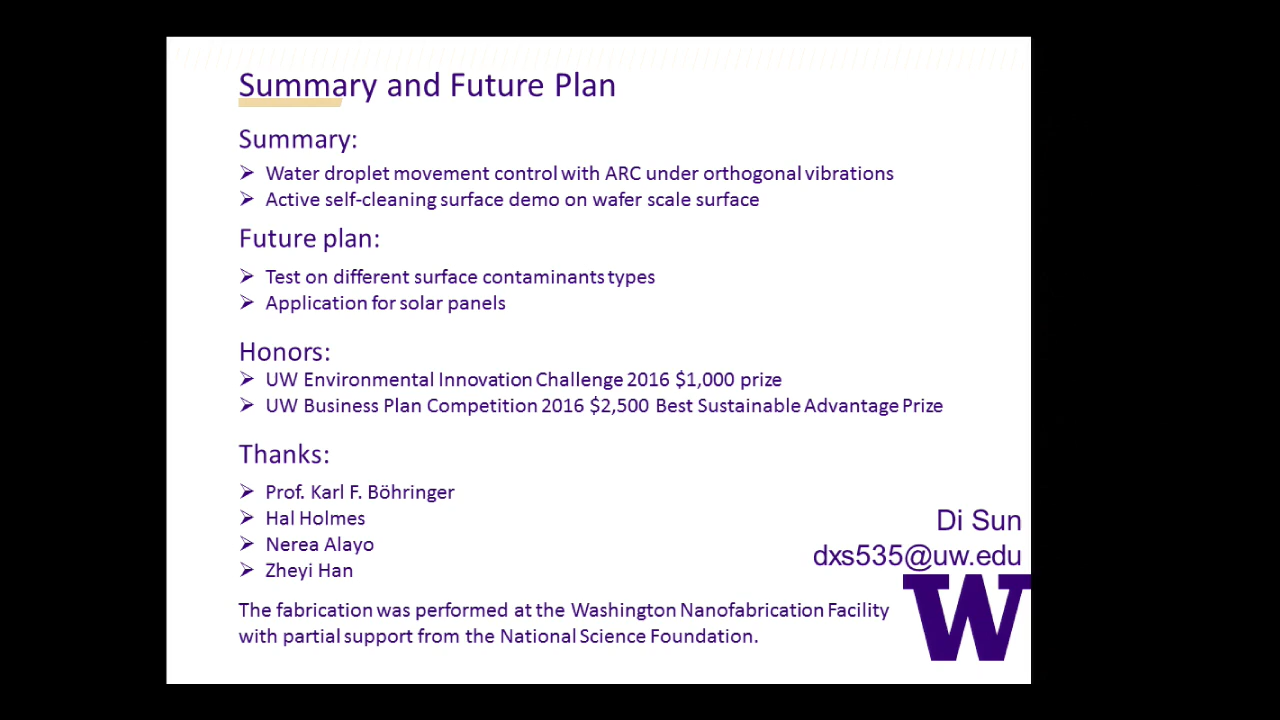 Summary and Future Plan
Summary:
➢ Water droplet movement control with ARC under orthogonal vibrations
➢ Active self-cleaning surface demo on wafer scale surface
Future plan:
➢ Test on different surface contaminants types
➢ Application for solar panels
Honors:
➢ UW Environmental Innovation Challenge 2016 $1,000 prize
➢ UW Business Plan Competition 2016 $2,500 Best Sustainable Advantage Prize
Thanks:
➢ Prof. Karl F. Böhringer
➢ Hal Holmes
➢ Nerea Alayo
➢ Zheyi Han
Di Sun
dxs535@uw.edu
The fabrication was performed at the Washington Nanofabrication Facility
with partial support from the National Science Foundation.
W